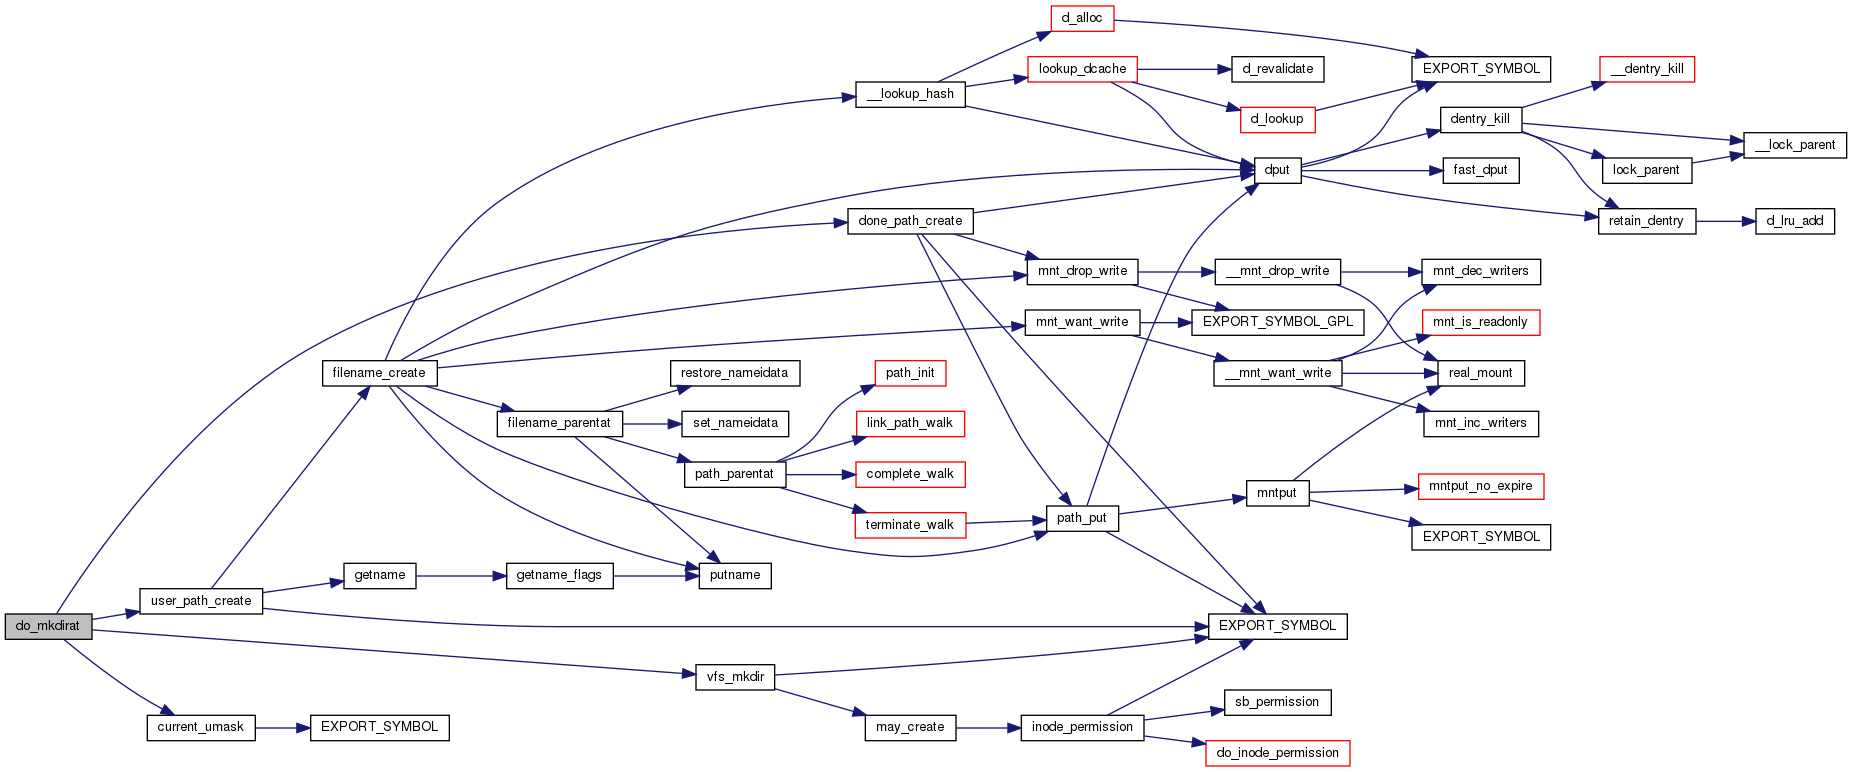 d_alloc
lookup_dcache
d_revalidate
EXPORT_SYMBOL
__dentry_kill
__lookup_hash
d_lookup
dentry_kill
__lock_parent
dput
fast_dput
lock_parent
done_path_create
retain_dentry
d_lru_add
mnt_drop_write
__mnt_drop_write
mnt_dec_writers
mnt_want_write
EXPORT_SYMBOL_GPL
mnt_is_readonly
filename_create
restore_nameidata
path_init
__mnt_want_write
real_mount
filename_parentat
set_nameidata
link_path_walk
mnt_inc_writers
path_parentat
complete_walk
mntput
mntput_no_expire
terminate_walk
path_put
EXPORT_SYMBOL
getname
getname_flags
putname
user_path_create
do_mkdirat
EXPORT_SYMBOL
vfs_mkdir
sb_permission
current_umask
EXPORT_SYMBOL
may_create
inode_permission
do_inode_permission